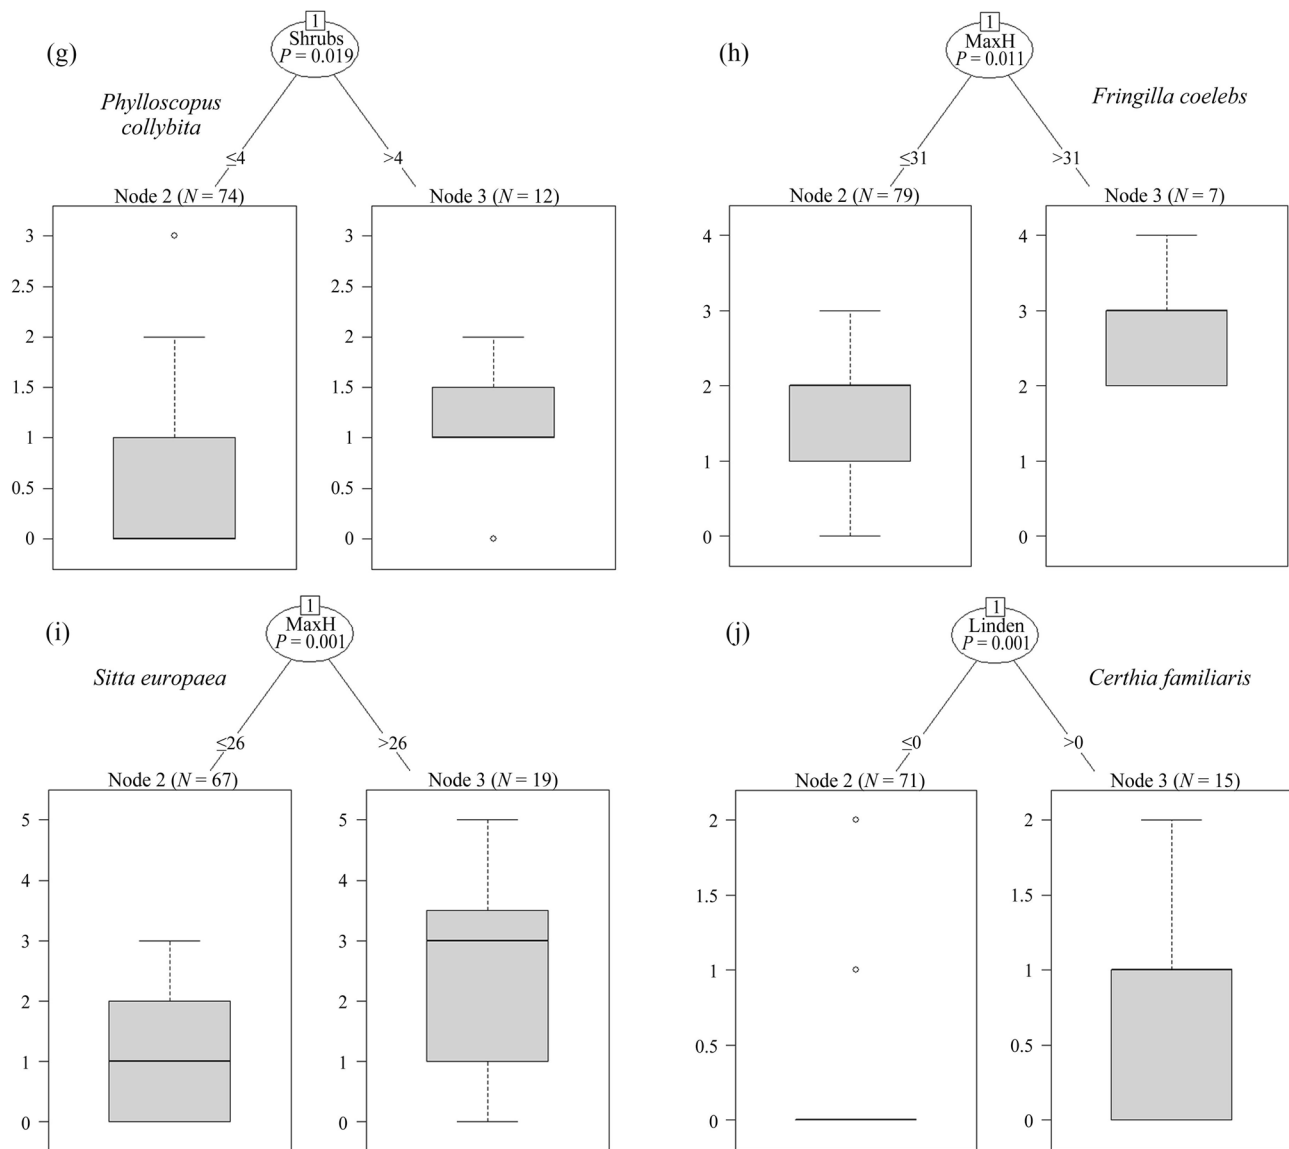 (g)
1
Shrubs
P = 0.019
Phylloscopus
collybita
≤4
>4
Node 2 (N = 74)
3
2.5
2
1.5
1
0.5
0
Node 3 (N = 12)
3
2.5
2
1.5
1
0.5
0
(h)
1
MaxH
P = 0.011
Fringilla coelebs
≤31
>31
Node 2 (N = 79)
4
3
2
1
0
Node 3 (N = 7)
4
3
2
1
0
(i)
1
MaxH
P = 0.001
Sitta europaea
≤26
>26
Node 2 (N = 67)
5
4
3
2
1
0
Node 3 (N = 19)
5
4
3
2
1
0
(j)
1
Linden
P = 0.001
Certhia familiaris
≤0
>0
Node 2 (N = 71)
2
1.5
1
0.5
0
Node 3 (N = 15)
2
1.5
1
0.5
0